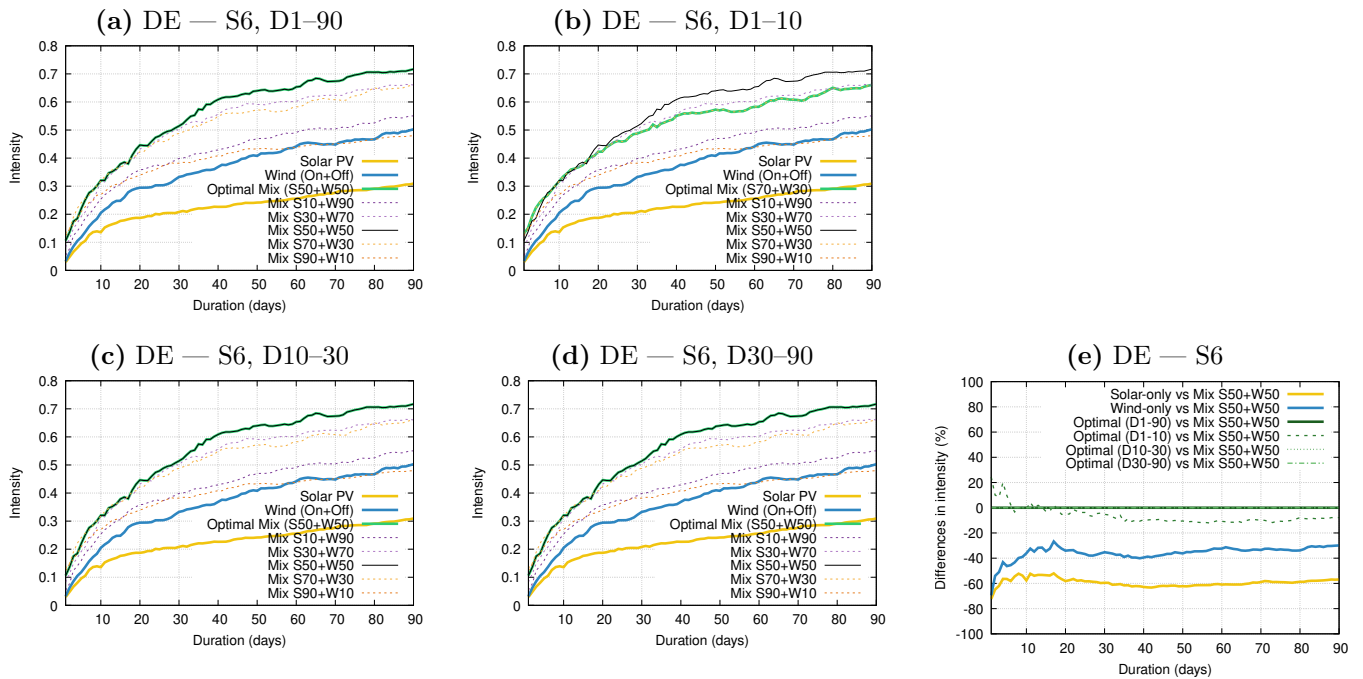 (a) DE — S6, D1–90
Intensity
0.8
0.7
0.6
0.5
0.4
0.3
0.2
0.1
0
Solar PV
Wind (On+Off)
Optimal Mix (S50+W50)
Mix S10+W90
Mix S30+W70
Mix S50+W50
Mix S70+W30
Mix S90+W10
10 20 30 40 50 60 70 80 90
Duration (days)
(b) DE — S6, D1–10
Intensity
0.8
0.7
0.6
0.5
0.4
0.3
0.2
0.1
0
Solar PV
Wind (On+Off)
Optimal Mix (S70+W30)
Mix S10+W90
Mix S30+W70
Mix S50+W50
Mix S70+W30
Mix S90+W10
10 20 30 40 50 60 70 80 90
Duration (days)
(c) DE — S6, D10–30
Intensity
0.8
0.7
0.6
0.5
0.4
0.3
0.2
0.1
0
Solar PV
Wind (On+Off)
Optimal Mix (S50+W50)
Mix S10+W90
Mix S30+W70
Mix S50+W50
Mix S70+W30
Mix S90+W10
10 20 30 40 50 60 70 80 90
Duration (days)
(d) DE — S6, D30–90
Intensity
0.8
0.7
0.6
0.5
0.4
0.3
0.2
0.1
0
Solar PV
Wind (On+Off)
Optimal Mix (S50+W50)
Mix S10+W90
Mix S30+W70
Mix S50+W50
Mix S70+W30
Mix S90+W10
10 20 30 40 50 60 70 80 90
Duration (days)
(e) DE — S6
Differences in intensity (%)
100
80
60
40
20
0
-20
-40
-60
-80
-100
Solar-only vs Mix S50+W50
Wind-only vs Mix S50+W50
Optimal (D1-90) vs Mix S50+W50
Optimal (D1-10) vs Mix S50+W50
Optimal (D10-30) vs Mix S50+W50
Optimal (D30-90) vs Mix S50+W50
10 20 30 40 50 60 70 80 90
Duration (days)